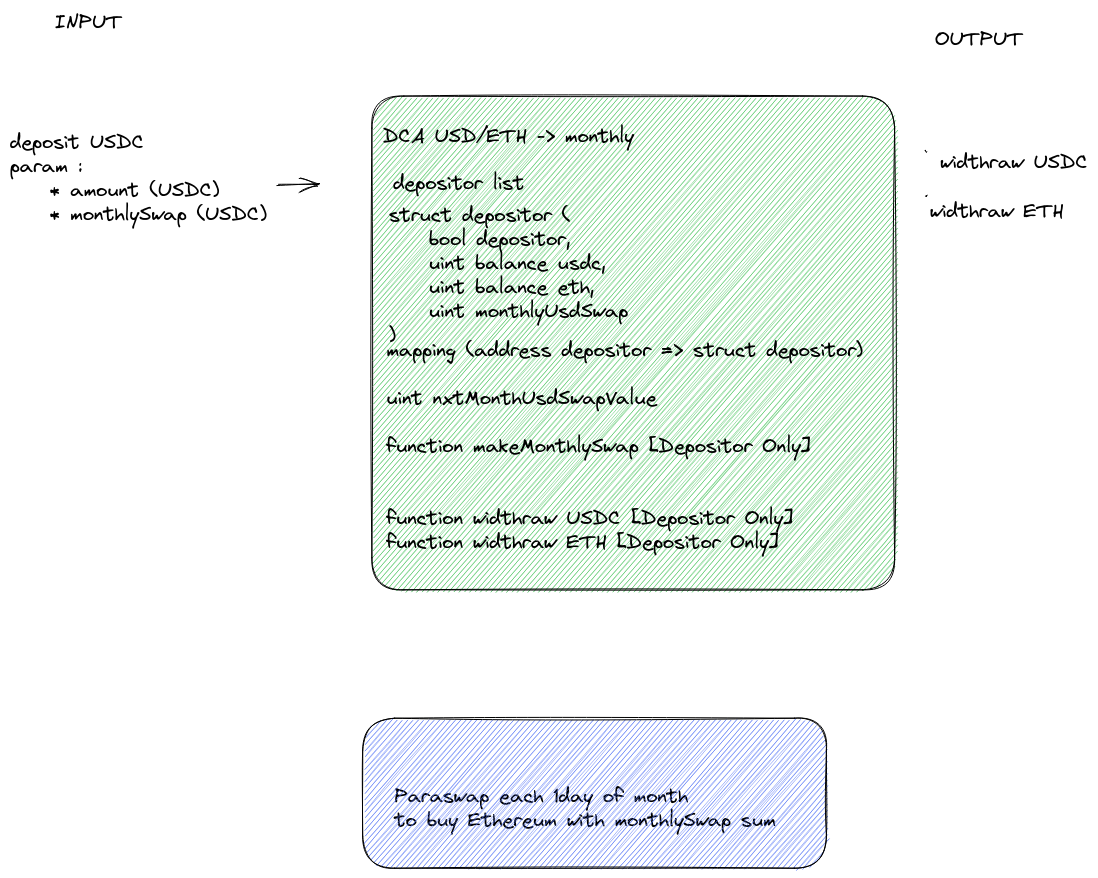 INPUT
OUTPUT
deposit USDC
param :
* amount (USDC)
* monthlySwap (USDC)
DCA USD/ETH -> monthly
depositor list
struct depositor (
bool depositor,
uint balance usdc,
uint balance eth,
uint monthlyUsdSwap
)
mapping (address depositor => struct depositor)
uint nxtMonthUsdSwapValue
function makeMonthlySwap [Depositor Only]
function widthraw USDC [Depositor Only]
function widthraw ETH [Depositor Only]
` widthraw USDC
` widthraw ETH
Paraswap each 1day of month
to buy Ethereum with monthlySwap sum